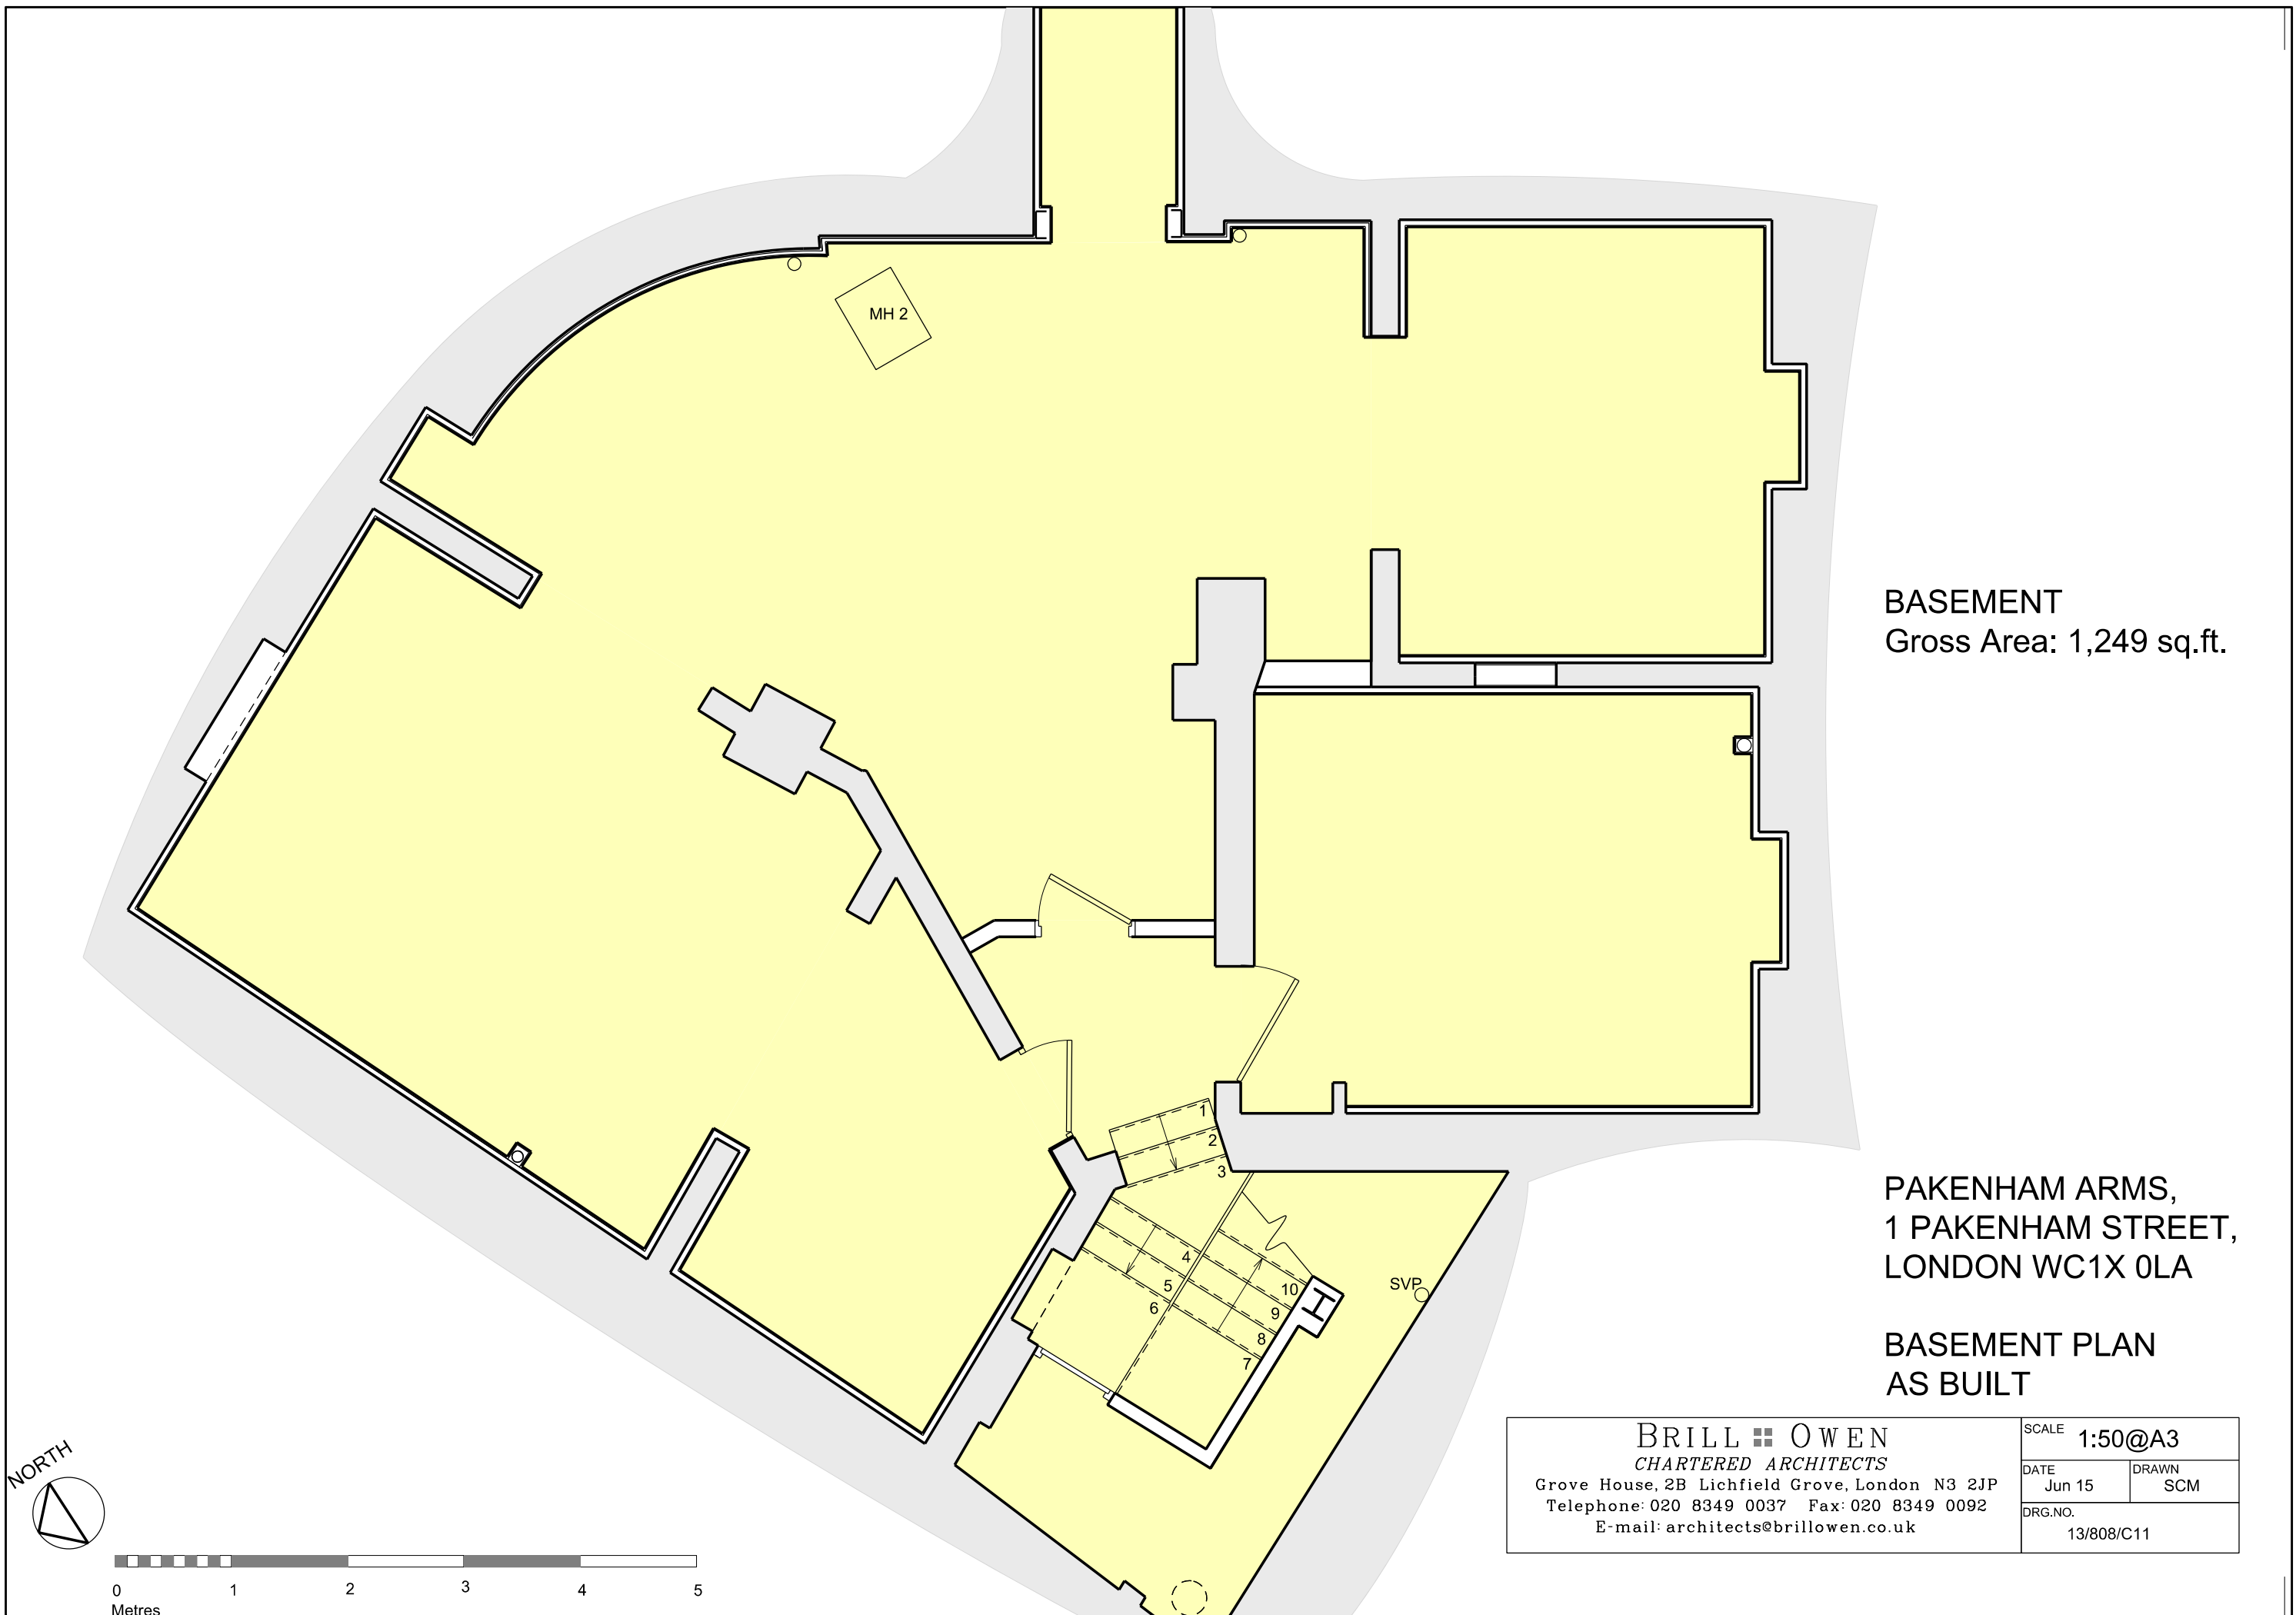 MH 2
BASEMENT
Gross Area: 1,249 sq.ft.
1
2
3
4
5
6
10
9
8
7
SVP
PAKENHAM ARMS,
1 PAKENHAM STREET,
LONDON WC1X 0LA
BASEMENT PLAN
AS BUILT
BRILL OWEN
CHARTERED ARCHITECTS
Grove House, 2B Lichfield Grove, London N3 2JP
Telephone: 020 8349 0037 Fax: 020 8349 0092
E-mail: architects@brillowen.co.uk
SCALE 1:50@A3
DATE Jun 15
DRAWN SCM
DRG.NO.
13/808/C11
NORTH
0 1 2 3 4 5
Metres